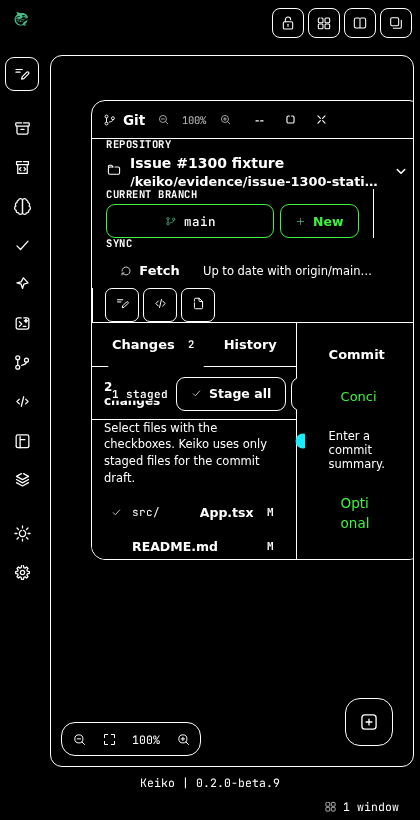 Git
100%
--
REPOSITORY
Issue #1300 fixture
/keiko/evidence/issue-1300-stati...
CURRENT BRANCH
main
New
SYNC
Fetch
Up to date with origin/main...
Changes 2
History
Commit
2
changes
1 staged
Stage all
Select files with the
checkboxes. Keiko uses only
staged files for the commit
draft.
src/
App.tsx
M
README.md
M
Conci
Enter a
commit
summary.
Opti
onal
100%
Keiko | 0.2.0-beta.9
1 window